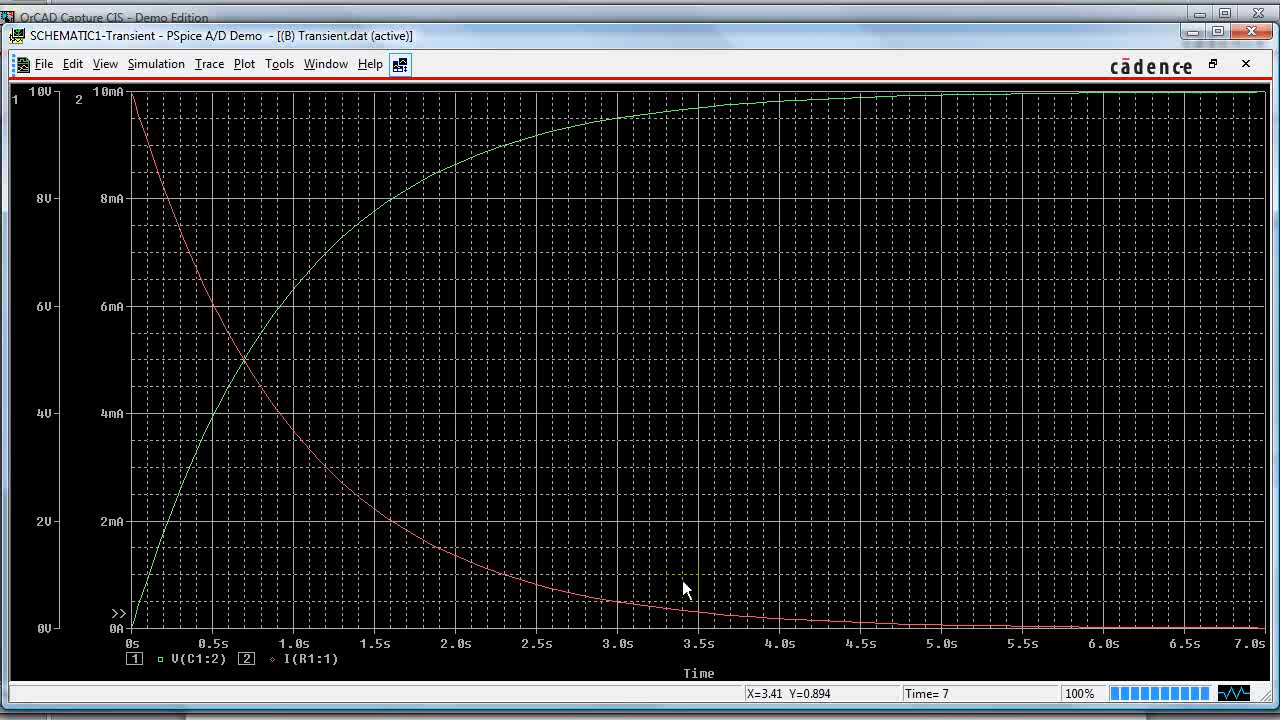 OrCAD Capture CIS - Demo Edition
SCHEMATIC1-Transient - PSpice A/D Demo - [(B) Transient.dat (active)]
File Edit View Simulation Trace Plot Tools Window Help cādence
1 10V 2 10mA
8V 8mA
6V 6mA
4V 4mA
2V 2mA
>>
0V 0A
0s 0.5s 1.0s 1.5s 2.0s 2.5s 3.0s 3.5s 4.0s 4.5s 5.0s 5.5s 6.0s 6.5s 7.0s
1 V(C1:2) 2 I(R1:1)
Time
X=3.41 Y=0.894 Time= 7 100%